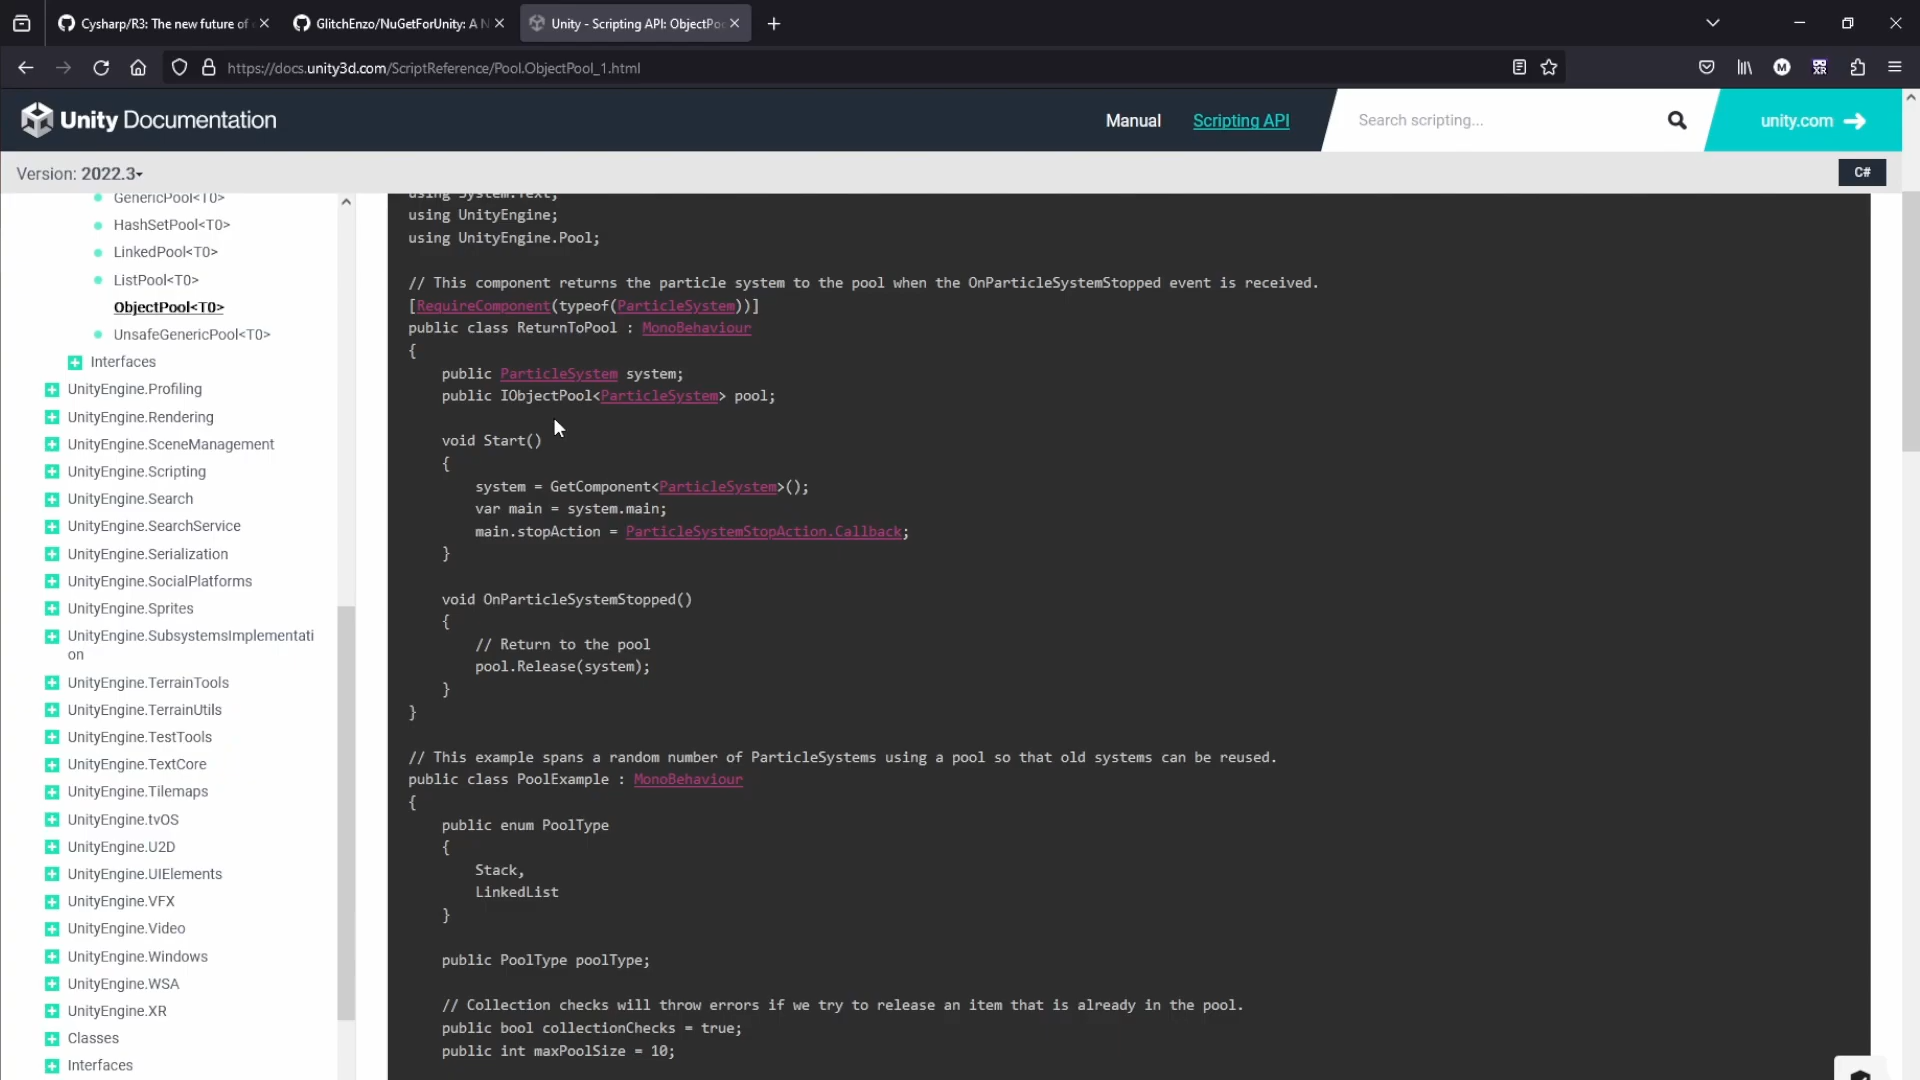 Cysharp/R3: The new future of
GlitchEnzo/NuGetForUnity: A N
Unity - Scripting API: ObjectPo
https://docs.unity3d.com/ScriptReference/Pool.ObjectPool_1.html
M
XR
Unity Documentation
Manual
Scripting API
Search scripting...
unity.com
Version: 2022.3
C#
GenericPool<T0>
HashSetPool<T0>
LinkedPool<T0>
ListPool<T0>
ObjectPool<T0>
UnsafeGenericPool<T0>
Interfaces
UnityEngine.Profiling
UnityEngine.Rendering
UnityEngine.SceneManagement
UnityEngine.Scripting
UnityEngine.Search
UnityEngine.SearchService
UnityEngine.Serialization
UnityEngine.SocialPlatforms
UnityEngine.Sprites
UnityEngine.SubsystemsImplementati
on
UnityEngine.TerrainTools
UnityEngine.TerrainUtils
UnityEngine.TestTools
UnityEngine.TextCore
UnityEngine.Tilemaps
UnityEngine.tvOS
UnityEngine.U2D
UnityEngine.UIElements
UnityEngine.VFX
UnityEngine.Video
UnityEngine.Windows
UnityEngine.WSA
UnityEngine.XR
Classes
Interfaces
using System.Text;
using UnityEngine;
using UnityEngine.Pool;
// This component returns the particle system to the pool when the OnParticleSystemStopped event is received.
[RequireComponent(typeof(ParticleSystem))]
public class ReturnToPool : MonoBehaviour
{
public ParticleSystem system;
public IObjectPool<ParticleSystem> pool;
void Start()
{
system = GetComponent<ParticleSystem>();
var main = system.main;
main.stopAction = ParticleSystemStopAction.Callback;
}
void OnParticleSystemStopped()
{
// Return to the pool
pool.Release(system);
}
}
// This example spans a random number of ParticleSystems using a pool so that old systems can be reused.
public class PoolExample : MonoBehaviour
{
public enum PoolType
{
Stack,
LinkedList
}
public PoolType poolType;
// Collection checks will throw errors if we try to release an item that is already in the pool.
public bool collectionChecks = true;
public int maxPoolSize = 10;